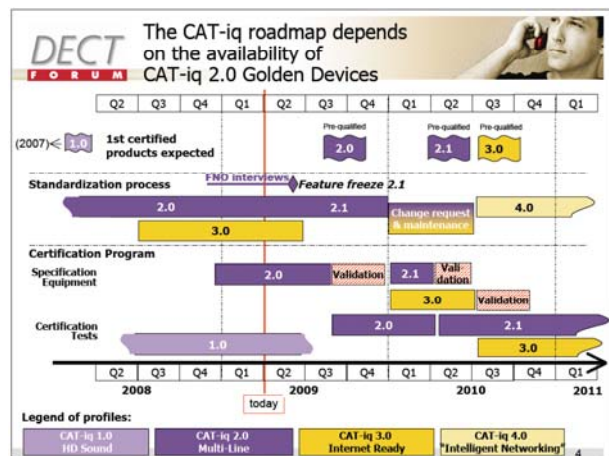 DECT
FORUM
The CAT-iq roadmap depends
on the availability of
CAT-iq 2.0 Golden Devices
Q2 Q3 Q4 Q1 Q2 Q3 Q4 Q1 Q2 Q3 Q4 Q1
(2007) 1.0
1st certified
products expected
Pre-qualified
2.0
Pre-qualified
2.1
Pre-qualified
3.0
Standardization process
FNO interviews
Feature freeze 2.1
2.0 2.1
Change request
& maintenance
4.0
3.0
Certification Program
Specification
Equipment
2.0
Validation
2.1
Vali-
dation
3.0
Validation
Certification
Tests
2.0 2.1
1.0
3.0
Q2 Q3 Q4 Q1 Q2 Q3 Q4 Q1 Q2 Q3 Q4 Q1
2008 2009 2010 2011
today
Legend of profiles:
CAT-iq 1.0
HD Sound
CAT-iq 2.0
Multi-Line
CAT-iq 3.0
Internet Ready
CAT-iq 4.0
"Intelligent Networking"
4